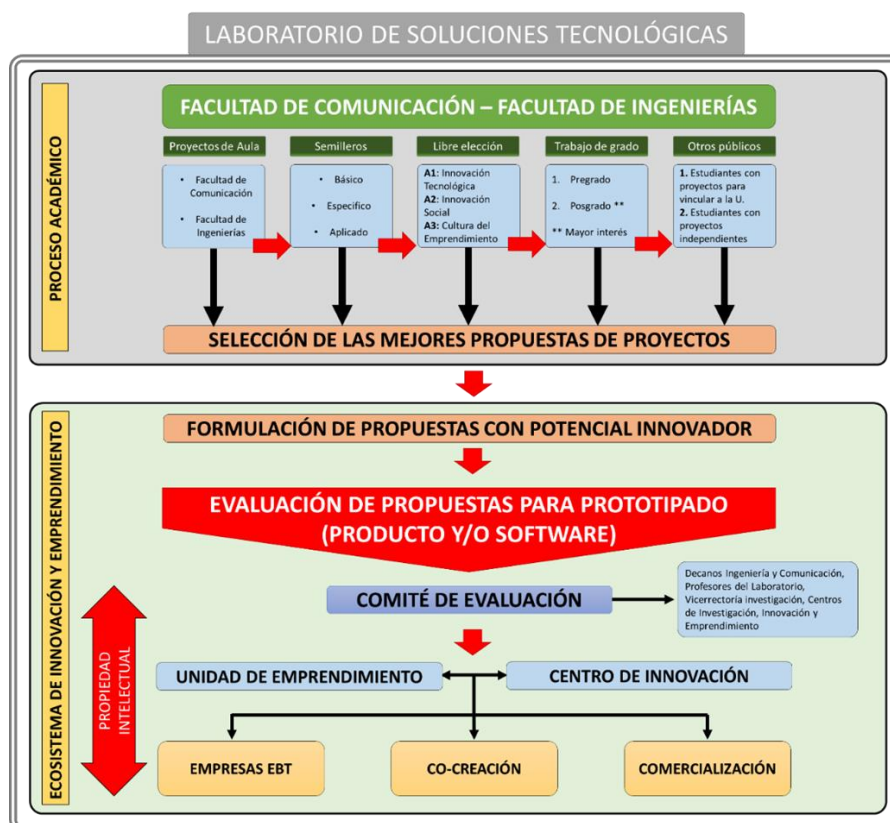 LABORATORIO DE SOLUCIONES TECNOLÓGICAS
PROCESO ACADÉMICO
FACULTAD DE COMUNICACIÓN – FACULTAD DE INGENIERÍAS
Proyectos de Aula
• Facultad de
Comunicación
• Facultad de
Ingenierías
Semilleros
• Básico
• Especifico
• Aplicado
Libre elección
A1: Innovación
Tecnológica
A2: Innovación
Social
A3: Cultura del
Emprendimiento
Trabajo de grado
1. Pregrado
2. Posgrado **
** Mayor interés
Otros públicos
1. Estudiantes con
proyectos para
vincular a la U.
2. Estudiantes con
proyectos
independientes
SELECCIÓN DE LAS MEJORES PROPUESTAS DE PROYECTOS
ECOSISTEMA DE INNOVACIÓN Y EMPRENDIMIENTO
FORMULACIÓN DE PROPUESTAS CON POTENCIAL INNOVADOR
EVALUACIÓN DE PROPUESTAS PARA PROTOTIPADO
(PRODUCTO Y/O SOFTWARE)
COMITÉ DE EVALUACIÓN
Decanos Ingeniería y Comunicación,
Profesores del Laboratorio,
Vicerrectoría investigación, Centros
de Investigación, Innovación y
Emprendimiento
PROPIEDAD
INTELECTUAL
UNIDAD DE EMPRENDIMIENTO
CENTRO DE INNOVACIÓN
EMPRESAS EBT
CO-CREACIÓN
COMERCIALIZACIÓN